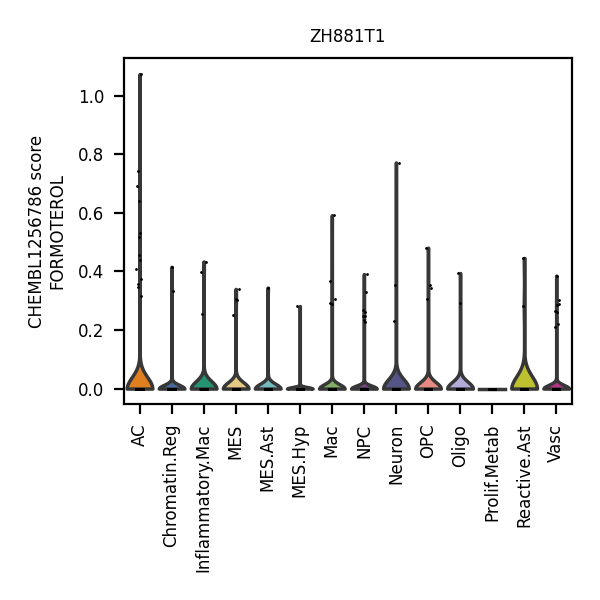 ZH881T1
CHEMBL1256786 score
FORMOTEROL
1.0
0.8
0.6
0.4
0.2
0.0
AC
Chromatin.Reg
Inflammatory.Mac
MES
MES.Ast
MES.Hyp
Mac
NPC
Neuron
OPC
Oligo
Prolif.Metab
Reactive.Ast
Vasc